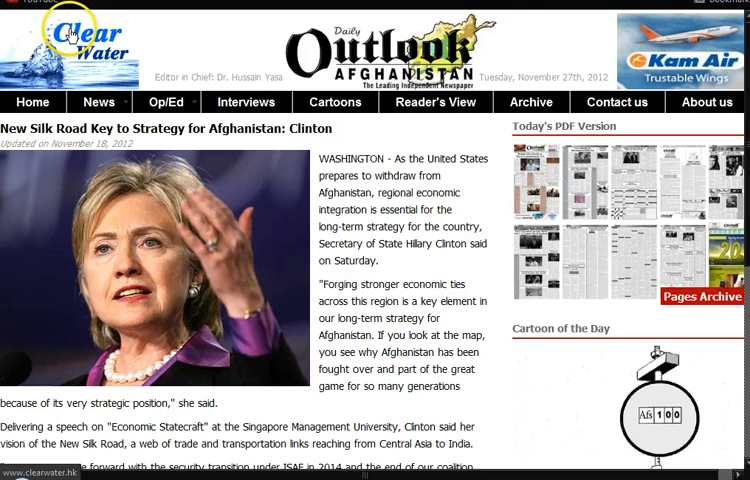 YouTube
Bookmark
Clear
Water
Daily
Outlook
AFGHANISTAN
The Leading Independent Newspaper
Editor in Chief: Dr. Hussain Yasa
Tuesday, November 27th, 2012
Kam Air
Trustable Wings
Home News Op/Ed Interviews Cartoons Reader's View Archive Contact us About us
New Silk Road Key to Strategy for Afghanistan: Clinton
Updated on November 18, 2012
WASHINGTON - As the United States
prepares to withdraw from
Afghanistan, regional economic
integration is essential for the
long-term strategy for the country,
Secretary of State Hillary Clinton said
on Saturday.
"Forging stronger economic ties
across this region is a key element in
our long-term strategy for
Afghanistan. If you look at the map,
you see why Afghanistan has been
fought over and part of the great
game for so many generations
because of its very strategic position," she said.
Delivering a speech on "Economic Statecraft" at the Singapore Management University, Clinton said her
vision of the New Silk Road, a web of trade and transportation links reaching from Central Asia to India.
forward with the security transition under ISAF in 2014 and the end of our coalition
Today's PDF Version
Pages Archive
Cartoon of the Day
Afs 100
www.clearwater.hk